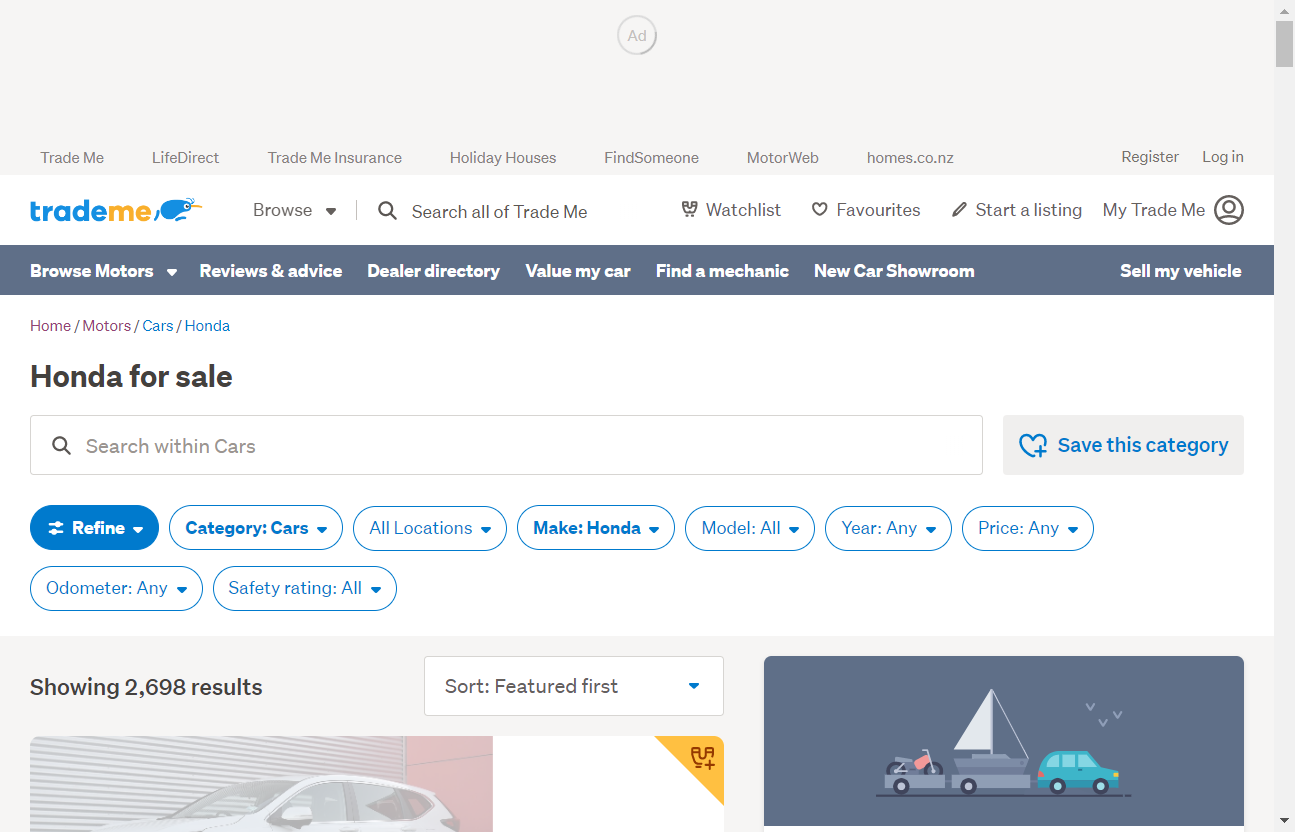 Ad
Trade Me LifeDirect Trade Me Insurance Holiday Houses FindSomeone MotorWeb homes.co.nz Register Log in
trademe Browse Search all of Trade Me Watchlist Favourites Start a listing My Trade Me
Browse Motors Reviews & advice Dealer directory Value my car Find a mechanic New Car Showroom Sell my vehicle
Home / Motors / Cars / Honda
Honda for sale
Search within Cars Save this category
Refine Category: Cars All Locations Make: Honda Model: All Year: Any Price: Any
Odometer: Any Safety rating: All
Showing 2,698 results Sort: Featured first